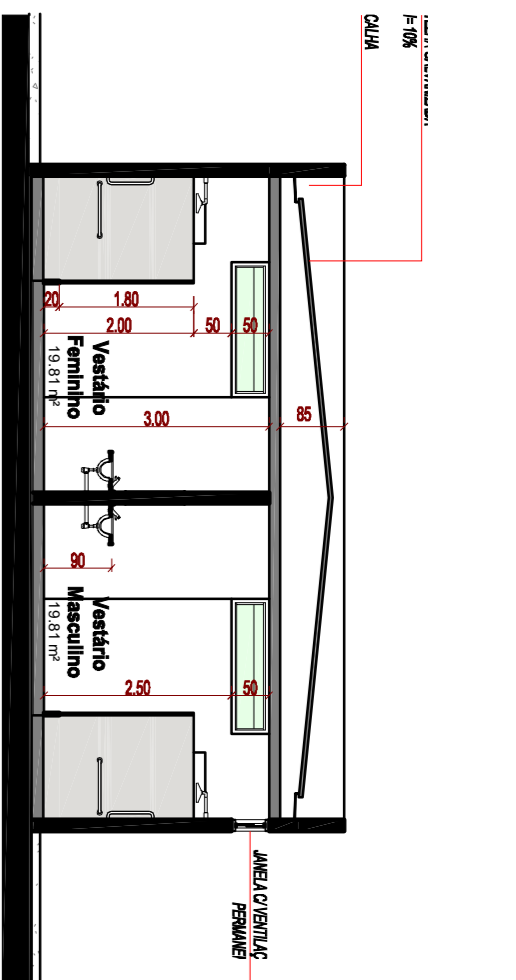 I= 10%
CALHA
20
1.80
2.00
50
50
Vestário
Feminino
19.81 m²
3.00
85
90
Vestário
Masculino
19.81 m²
2.50
50
JANELA C/ VENTILAÇ
PERMANEI